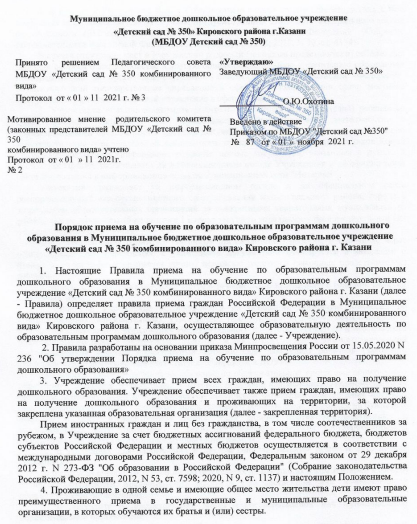 Муниципальное бюджетное дошкольное образовательное учреждение
«Детский сад № 350» Кировского района г.Казани
(МБДОУ Детский сад № 350)
Принято решением Педагогического совета
МБДОУ «Детский сад № 350 комбинированного
вида»
Протокол от « 01 » 11 2021 г. № 3
«Утверждаю»
Заведующий МБДОУ «Детский сад № 350»
О.Ю.Охотина
Мотивированное мнение родительского комитета
(законных представителей МБДОУ «Детский сад №
350
комбинированного вида» учтено
Протокол от « 01 » 11 2021г.
№ 2
Введено в действие
Приказом по МБДОУ "Детский сад №350"
№ 87 от « 01 » ноября 2021 г.
Порядок приема на обучение по образовательным программам дошкольного
образования в Муниципальное бюджетное дошкольное образовательное учреждение
«Детский сад № 350 комбинированного вида» Кировского района г. Казани
1. Настоящие Правила приема на обучение по образовательным программам
дошкольного образования в Муниципальное бюджетное дошкольное образовательное
учреждение «Детский сад № 350 комбинированного вида» Кировского района г. Казани (далее
- Правила) определяет правила приема граждан Российской Федерации в Муниципальное
бюджетное дошкольное образовательное учреждение «Детский сад № 350 комбинированного
вида» Кировского района г. Казани, осуществляющее образовательную деятельность по
образовательным программам дошкольного образования (далее - Учреждение).
2. Правила разработаны на основании приказа Минпросвещения России от 15.05.2020 N
236 "Об утверждении Порядка приема на обучение по образовательным программам
дошкольного образования»
3. Учреждение обеспечивает прием всех граждан, имеющих право на получение
дошкольного образования. Учреждение обеспечивает также прием граждан, имеющих право
на получение дошкольного образования и проживающих на территории, за которой
закреплена указанная образовательная организация (далее - закрепленная территория).
Прием иностранных граждан и лиц без гражданства, в том числе соотечественников за
рубежом, в Учреждение за счет бюджетных ассигнований федерального бюджета, бюджетов
субъектов Российской Федерации и местных бюджетов осуществляется в соответствии с
международными договорами Российской Федерации, Федеральным законом от 29 декабря
2012 г. N 273-ФЗ "Об образовании в Российской Федерации" (Собрание законодательства
Российской Федерации, 2012, N 53, ст. 7598; 2020, N 9, ст. 1137) и настоящим Положением.
4. Проживающие в одной семье и имеющие общее место жительства дети имеют право
преимущественного приема в государственные и муниципальные образовательные
организации, в которых обучаются их братья и (или) сестры.